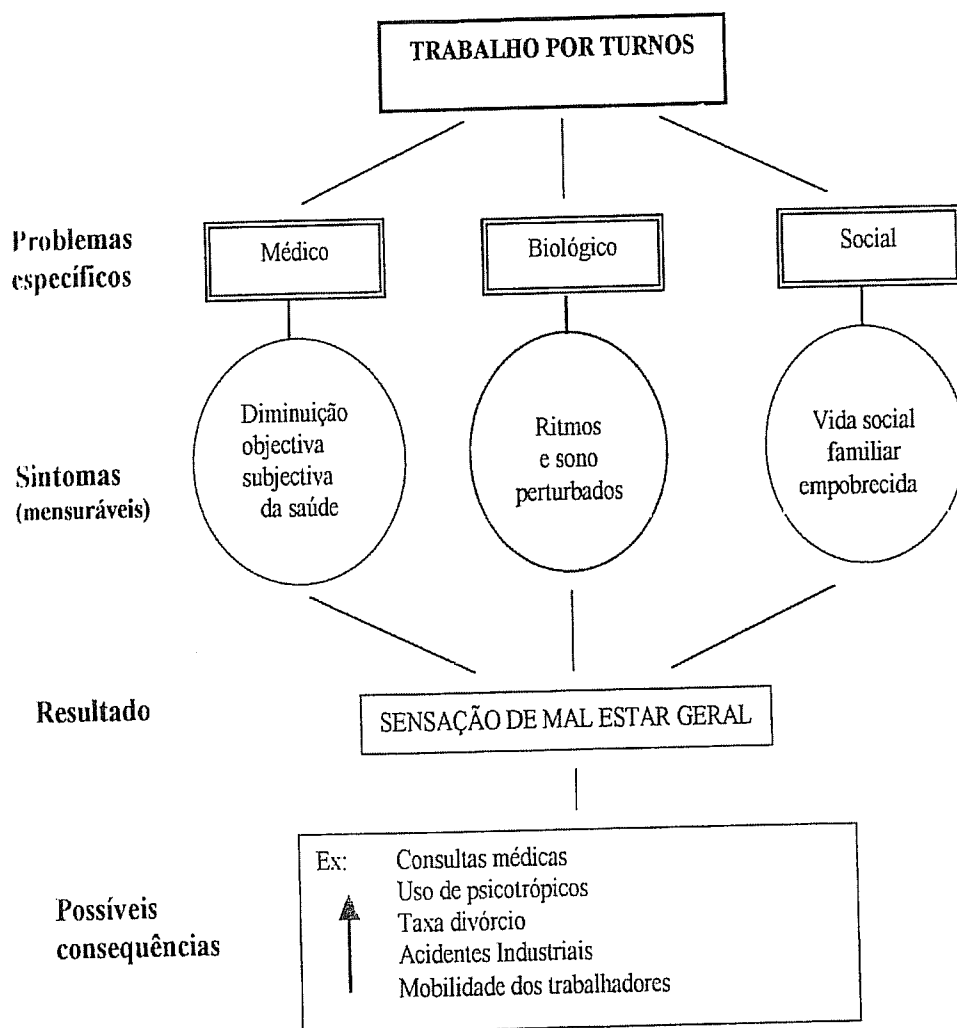 TRABALHO POR TURNOS
Problemas
específicos
Médico
Biológico
Social
Sintomas
(mensuráveis)
Diminuição
objectiva
subjectiva
da saúde
Ritmos
e sono
perturbados
Vida social
familiar
empobrecida
Resultado
SENSAÇÃO DE MAL ESTAR GERAL
Possíveis
consequências
Ex: Consultas médicas
Uso de psicotrópicos
Taxa divórcio
Acidentes Industriais
Mobilidade dos trabalhadores